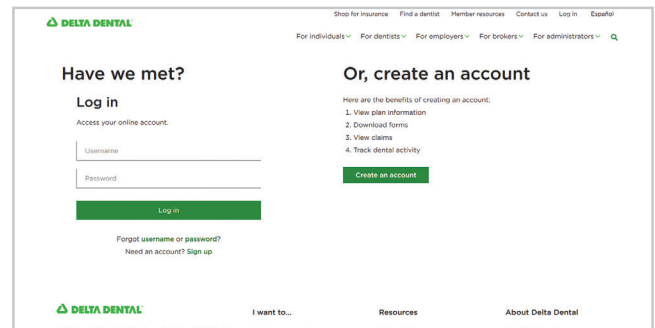 Shop for insurance Find a dentist Member resources Contact us Log in Español
DELTA DENTAL
For individuals For dentists For employers For brokers For administrators
Have we met?
Log in
Access your online account.
Username
Password
Log in
Forgot username or password?
Need an account? Sign up
Or, create an account
Here are the benefits of creating an account:
1. View plan information
2. Download forms
3. View claims
4. Track dental activity
Create an account
DELTA DENTAL
I want to...
Resources
About Delta Dental